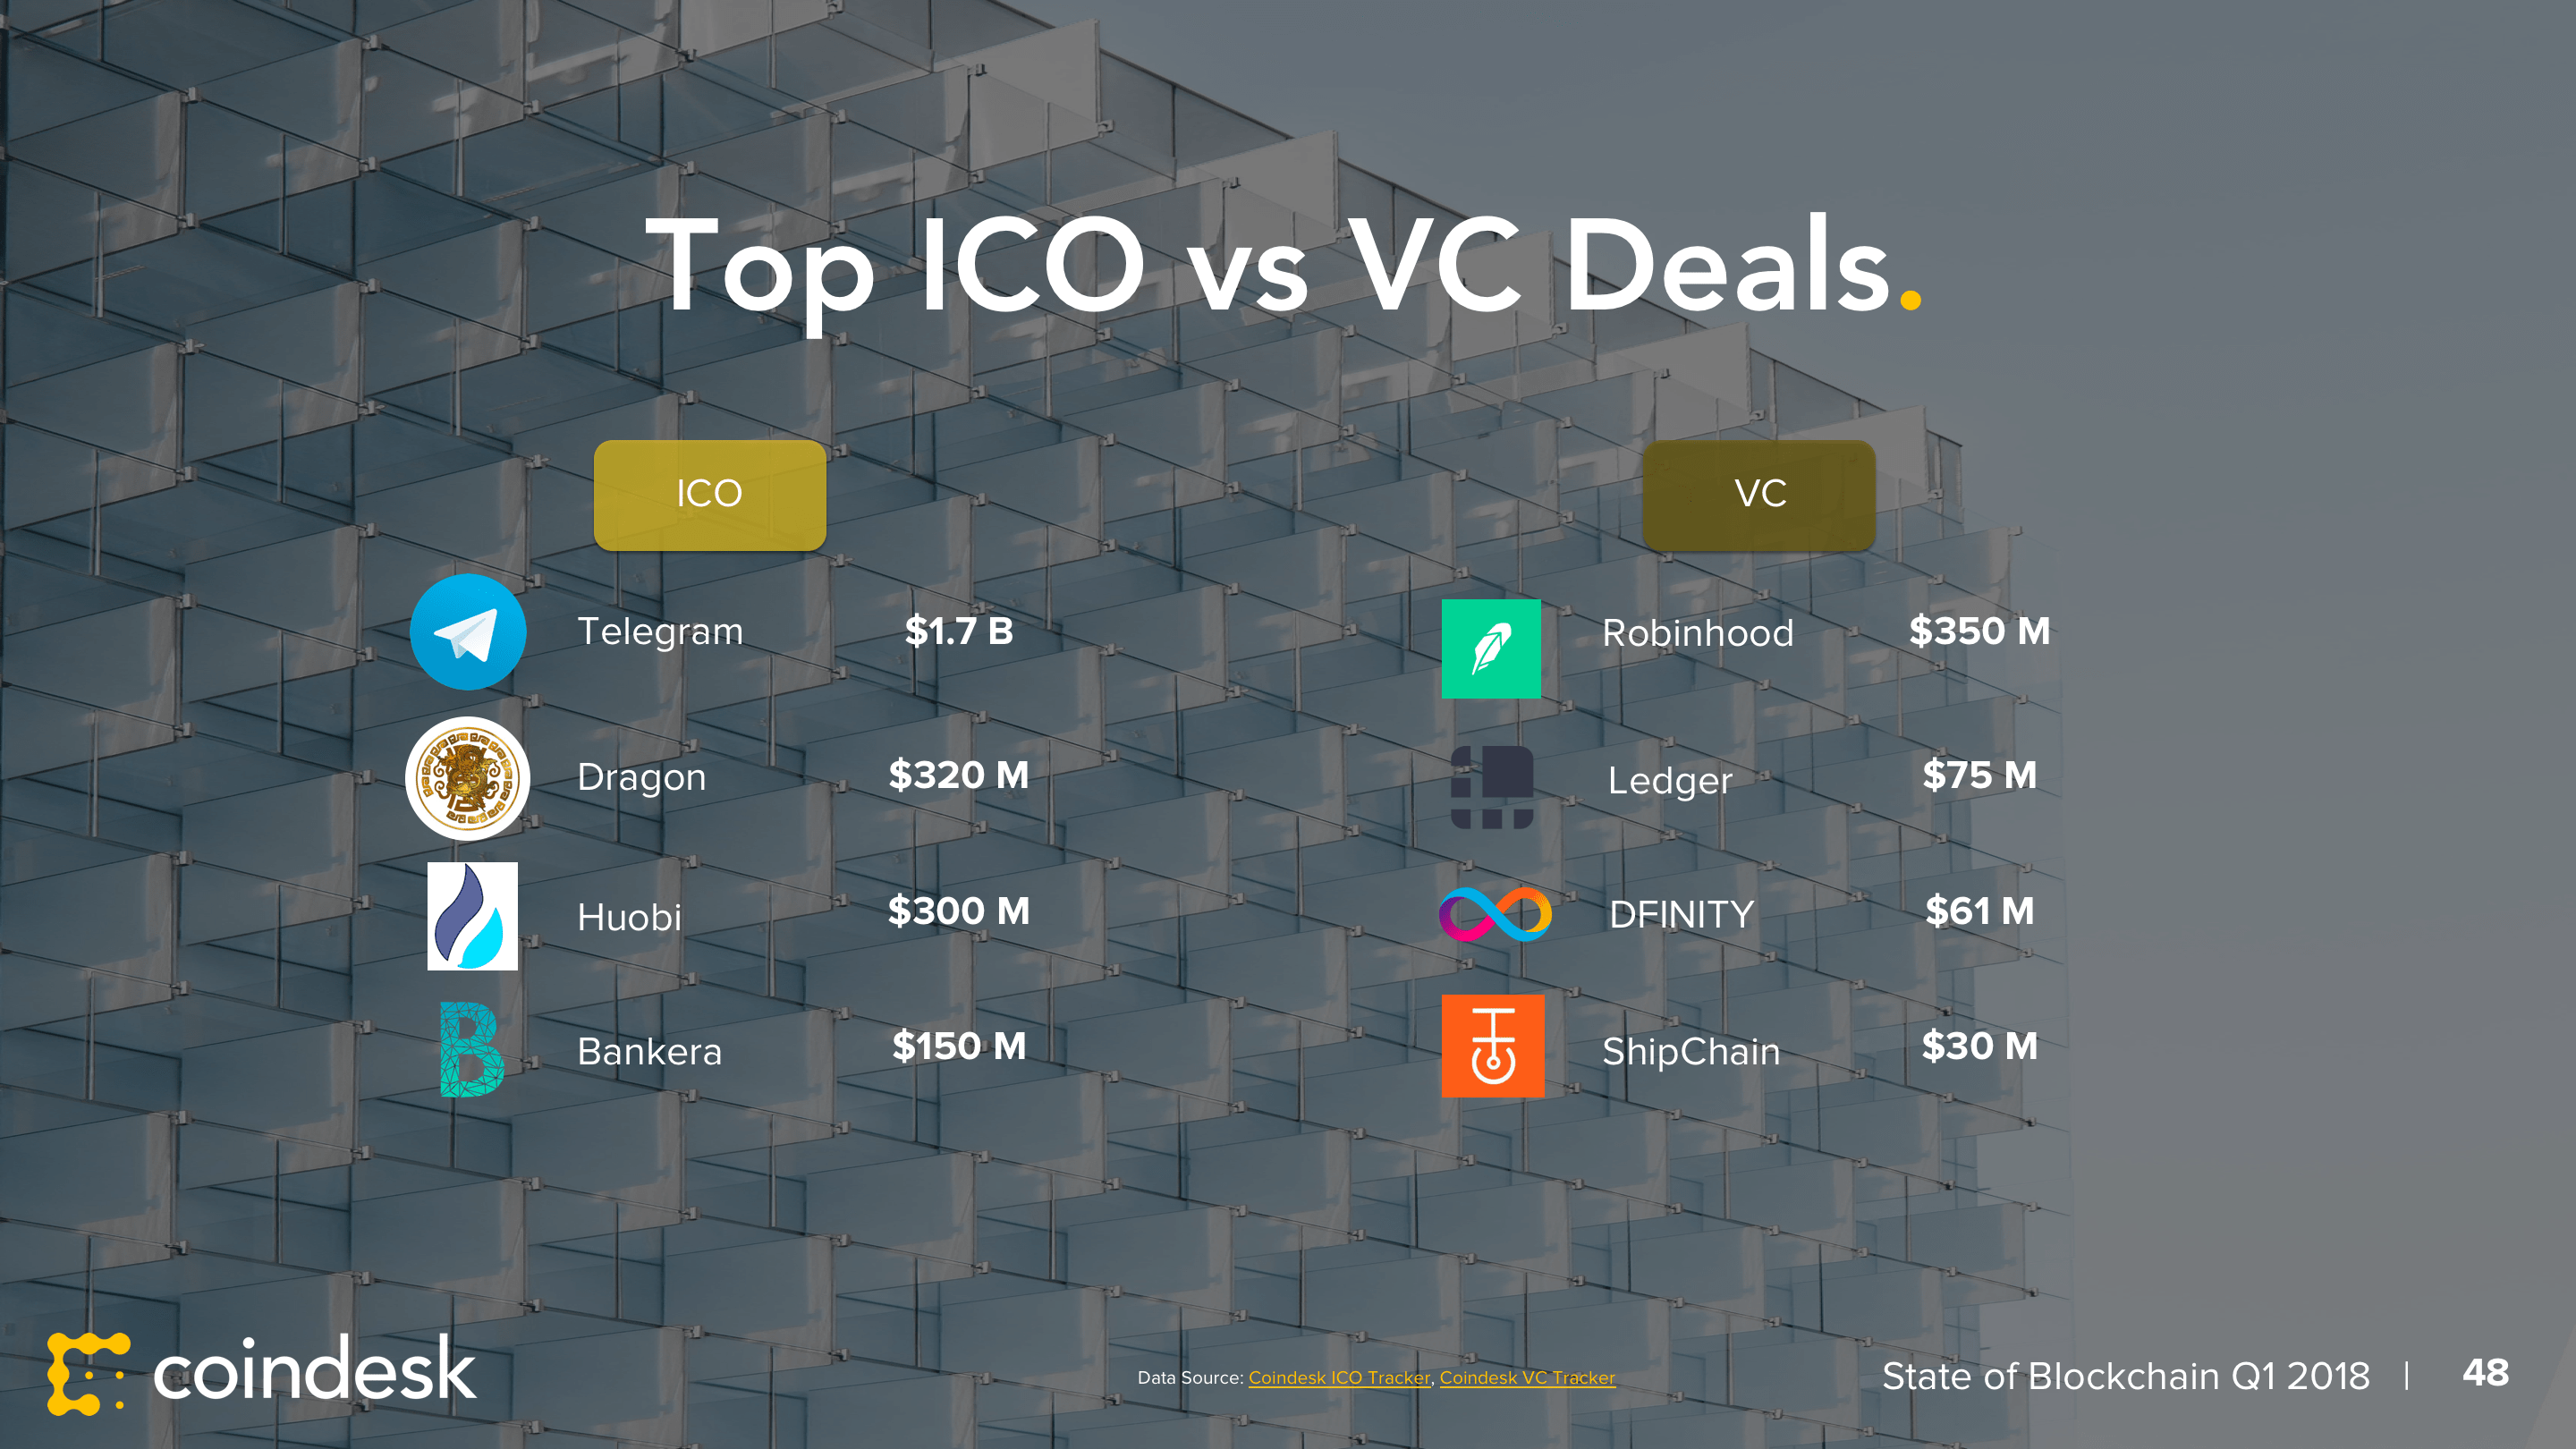 Top ICO vs VC Deals.
ICO
VC
Telegram $1.7 B
Robinhood $350 M
Dragon $320 M
Ledger $75 M
Huobi $300 M
DFINITY $61 M
Bankera $150 M
ShipChain $30 M
coindesk
Data Source: Coindesk ICO Tracker, Coindesk VC Tracker
State of Blockchain Q1 2018 | 48